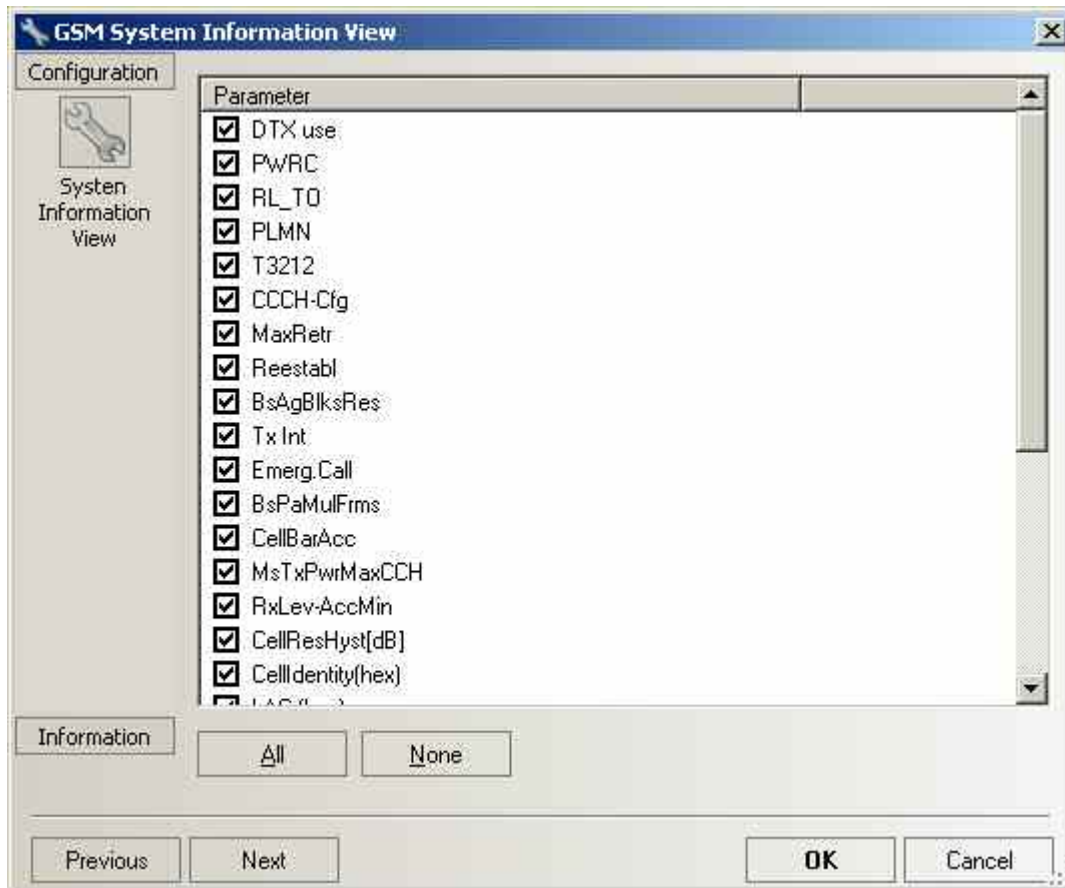 GSM System Information View
Configuration
Systen
Information
View
Parameter
DTX use
PWRC
RL_TO
PLMN
T3212
CCCH-Cfg
MaxRetr
Reestabl
BsAgBlksRes
Tx Int
Emerg.Call
BsPaMulFrms
CellBarAcc
MsTxPwrMaxCCH
RxLev-AccMin
CellResHyst[dB]
CellIdentity(hex)
Information
All
None
Previous
Next
OK
Cancel